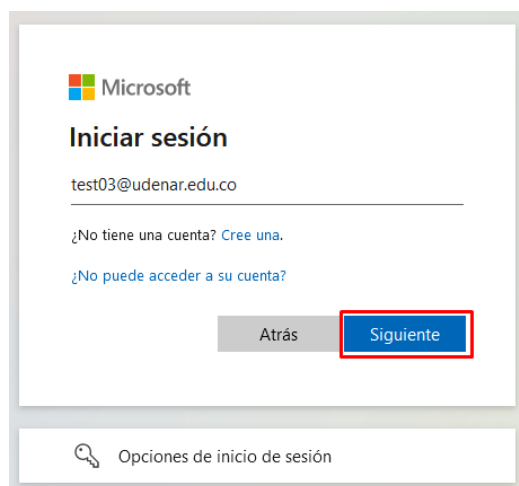 Microsoft
Iniciar sesión
test03@udenar.edu.co
¿No tiene una cuenta? Cree una.
¿No puede acceder a su cuenta?
Atrás Siguiente
Opciones de inicio de sesión